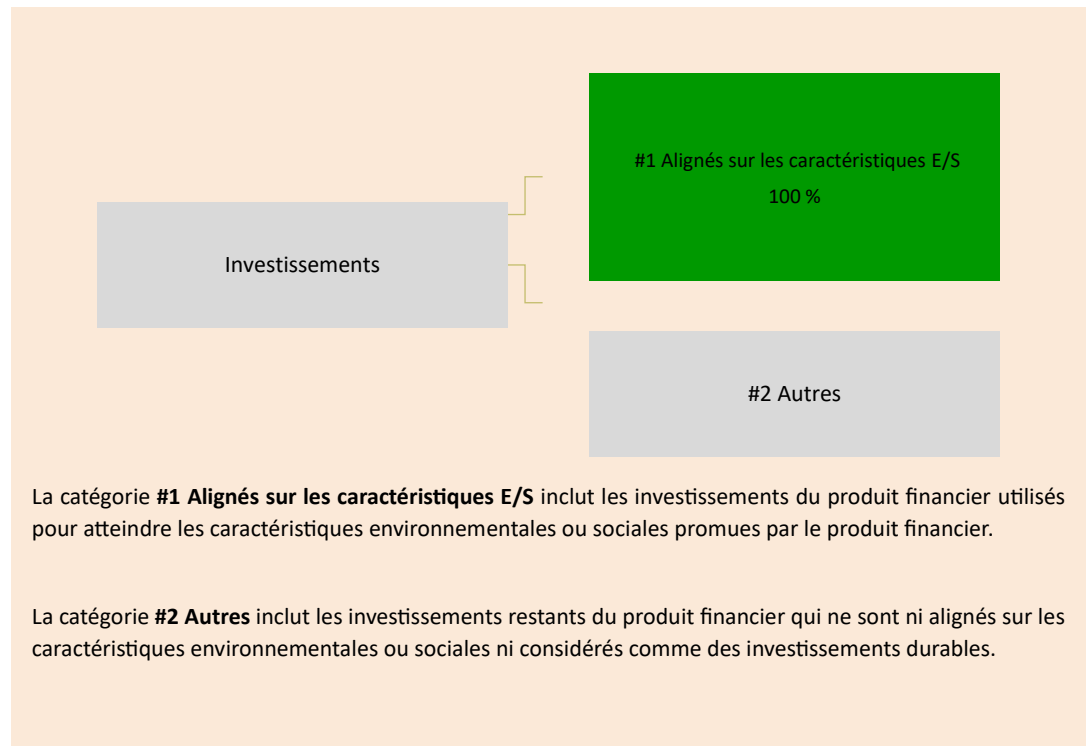 #1 Alignés sur les caractéristiques E/S
100 %
Investissements
#2 Autres
La catégorie #1 Alignés sur les caractéristiques E/S inclut les investissements du produit financier utilisés
pour atteindre les caractéristiques environnementales ou sociales promues par le produit financier.
La catégorie #2 Autres inclut les investissements restants du produit financier qui ne sont ni alignés sur les
caractéristiques environnementales ou sociales ni considérés comme des investissements durables.